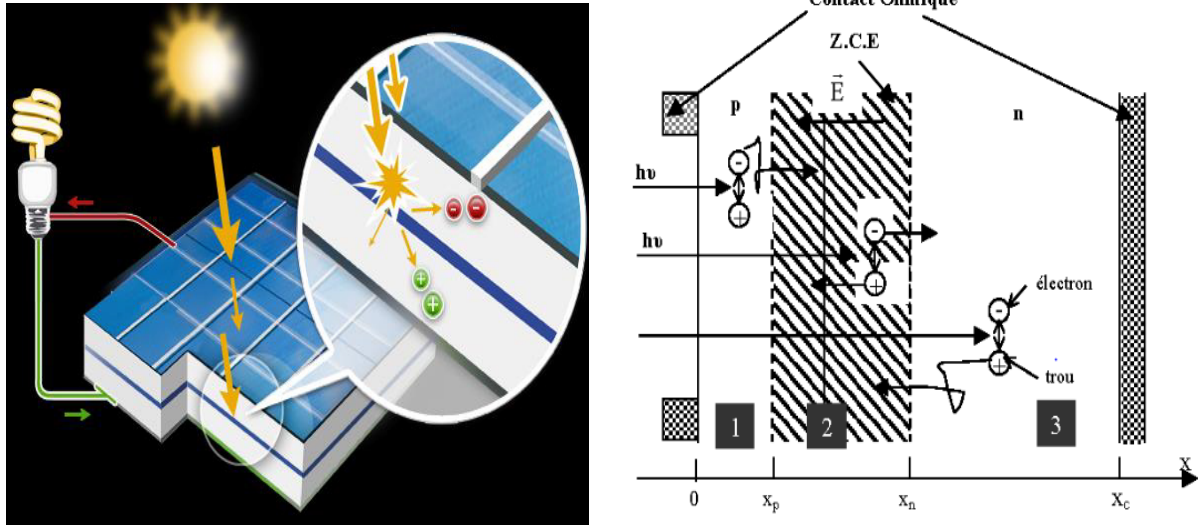 Contact Ohmique
Z.C.E
E
p
n
hυ
hυ
électron
trou
1
2
3
X
0
xp
xn
Xc